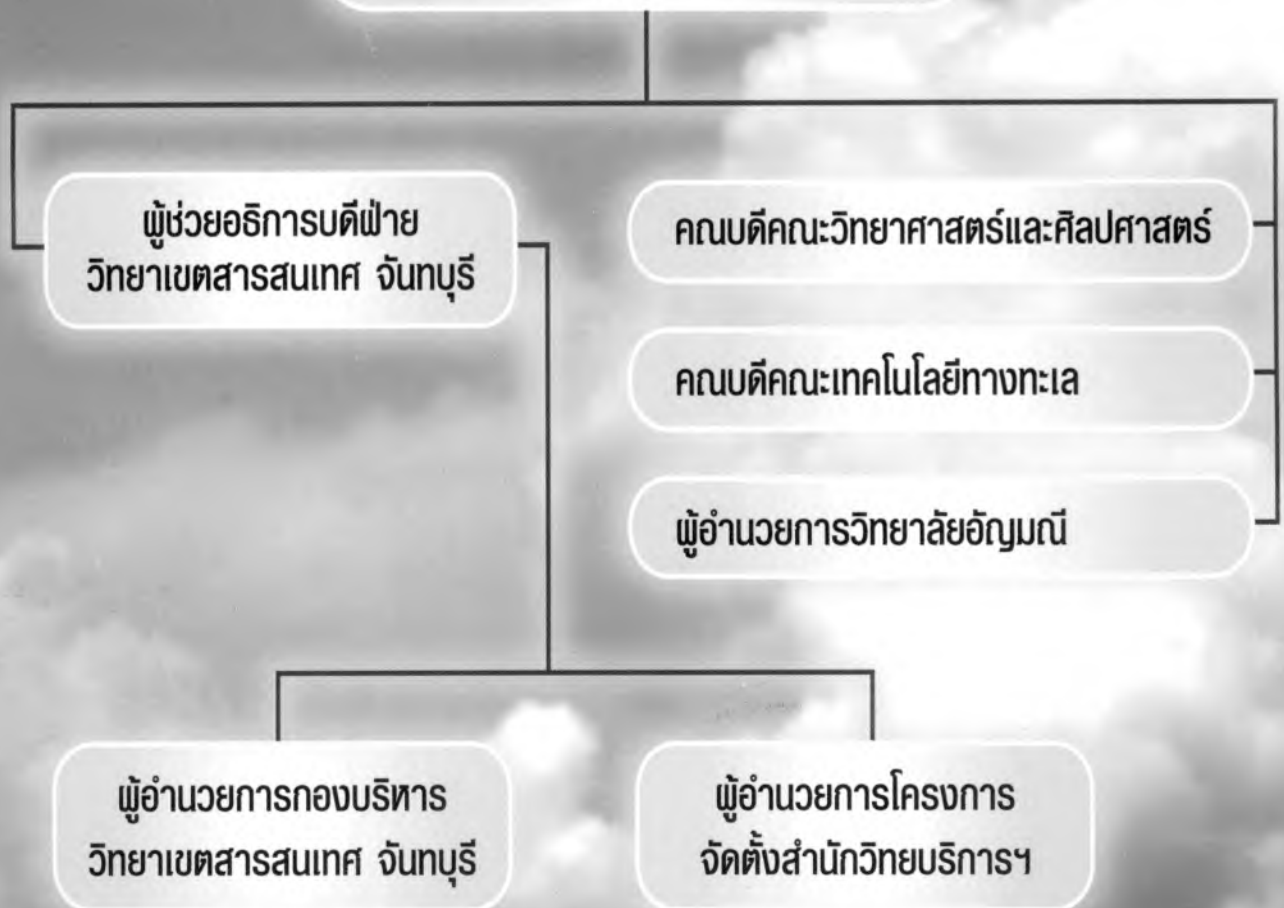 ผู้ช่วยอธิการบดีฝ่าย
วิทยาเขตสารสนเทศ จันทบุรี
คณบดีคณะวิทยาศาสตร์และศิลปศาสตร์
คณบดีคณะเทคโนโลยีทางทะเล
ผู้อำนวยการวิทยาลัยอัญมณี
ผู้อำนวยการกองบริหาร
วิทยาเขตสารสนเทศ จันทบุรี
ผู้อำนวยการโครงการ
จัดตั้งสำนักวิทยบริการฯ